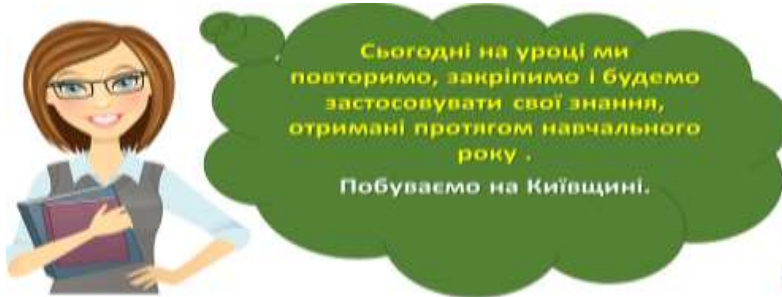 Сьогодні на уроці ми
повторимо, закріпимо і будемо
застосовувати свої знання,
отримані протягом навчального
року .
Побуваємо на Київщині.